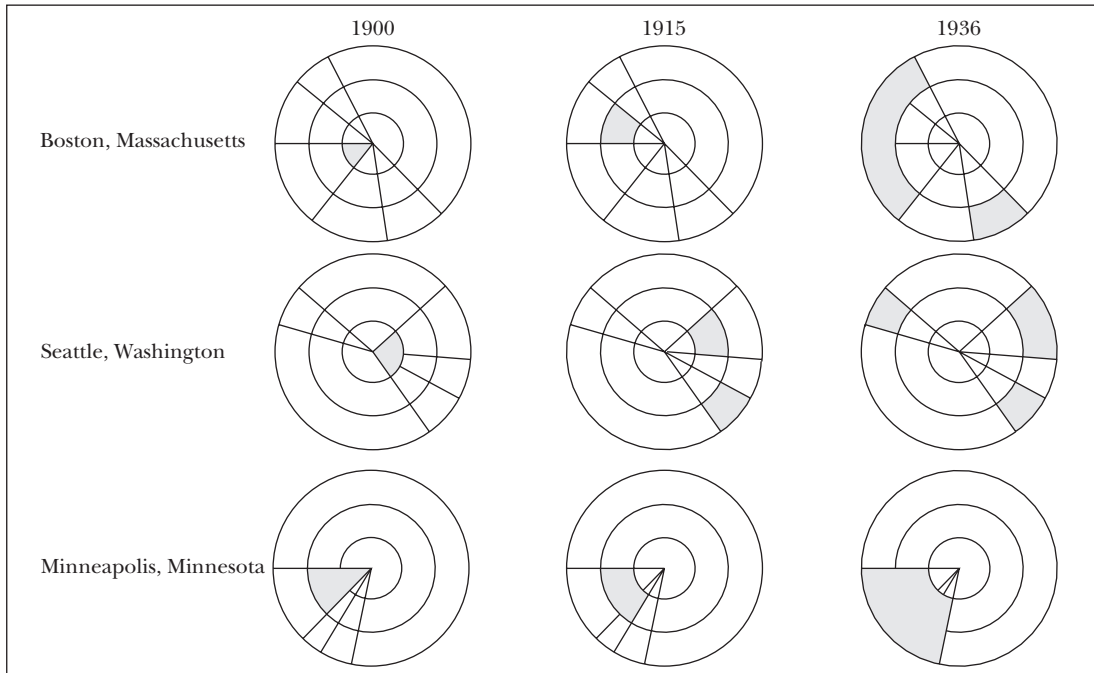 1900 1915 1936
Boston, Massachusetts
Seattle, Washington
Minneapolis, Minnesota